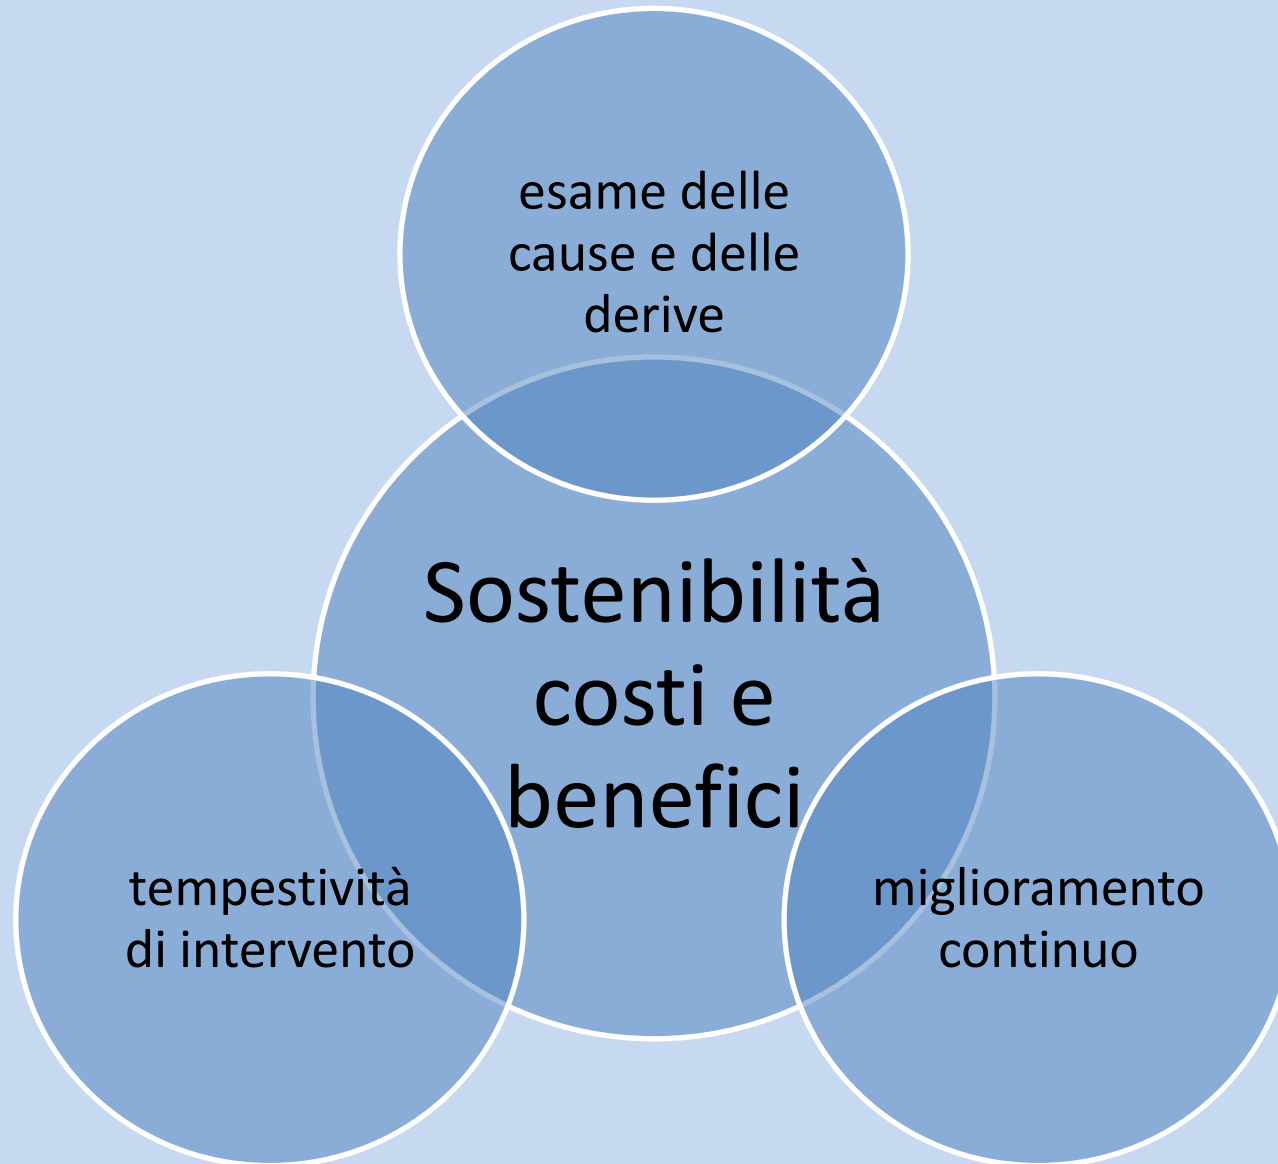 esame delle
cause e delle
derive
Sostenibilità
costi e
benefici
tempestività
di intervento
miglioramento
continuo